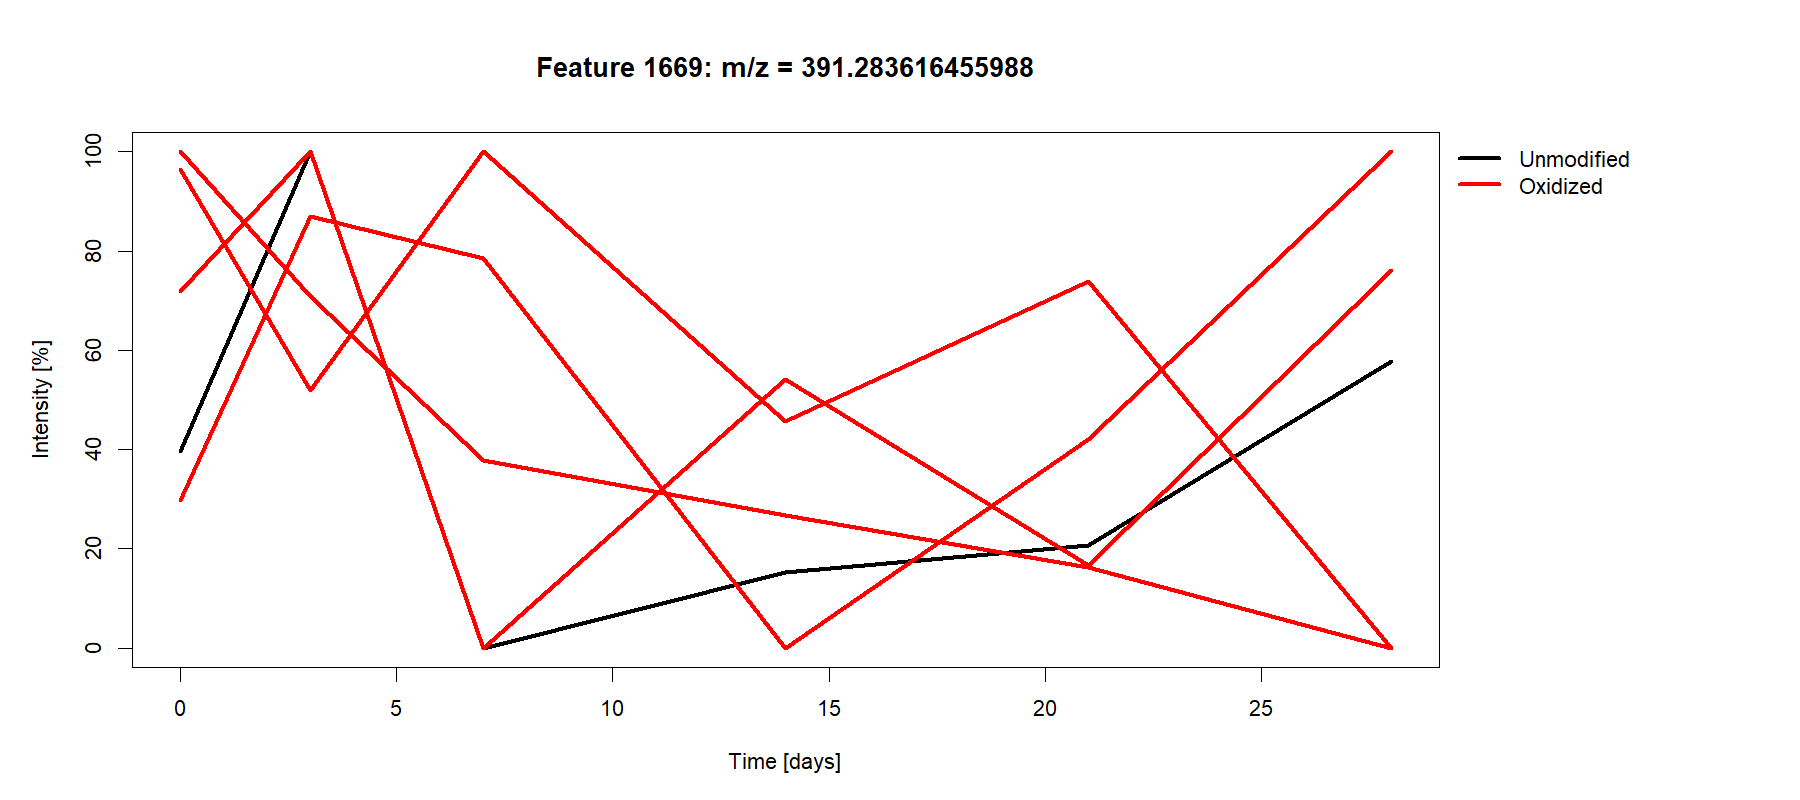 Feature 1669: m/z = 391.283616455988
Unmodified
Oxidized
Intensity [%]
100
80
60
40
20
0
0 5 10 15 20 25
Time [days]